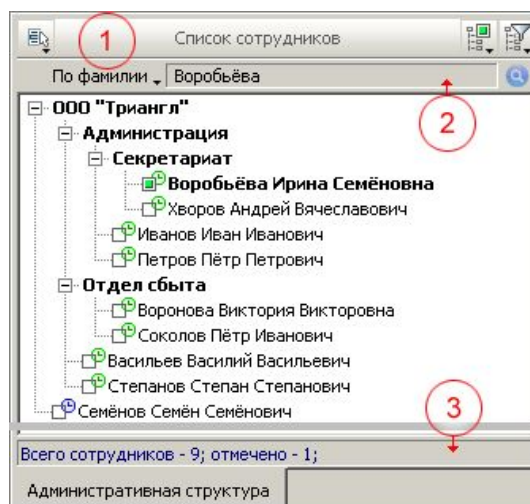 1 Список сотрудников
По фамилии Воробьёва
2
ООО "Триангл"
Администрация
Секретариат
Воробьёва Ирина Семёновна
Хворов Андрей Вячеславович
Иванов Иван Иванович
Петров Пётр Петрович
Отдел сбыта
Воронова Виктория Викторовна
Соколов Пётр Иванович
Васильев Василий Васильевич
Степанов Степан Степанович
Семёнов Семён Семёнович
3
Всего сотрудников - 9; отмечено - 1;
Административная структура